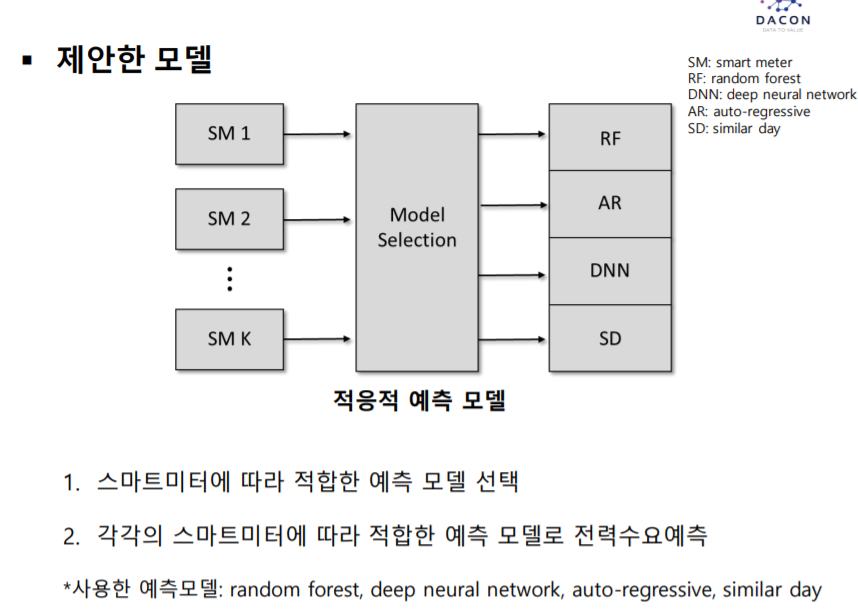 DACON
DATA TO VALUE
▪ 제안한 모델
SM: smart meter
RF: random forest
DNN: deep neural network
AR: auto-regressive
SD: similar day
SM 1
SM 2
⋮
SM K
Model
Selection
RF
AR
DNN
SD
적응적 예측 모델
1. 스마트미터에 따라 적합한 예측 모델 선택
2. 각각의 스마트미터에 따라 적합한 예측 모델로 전력수요예측
*사용한 예측모델: random forest, deep neural network, auto-regressive, similar day